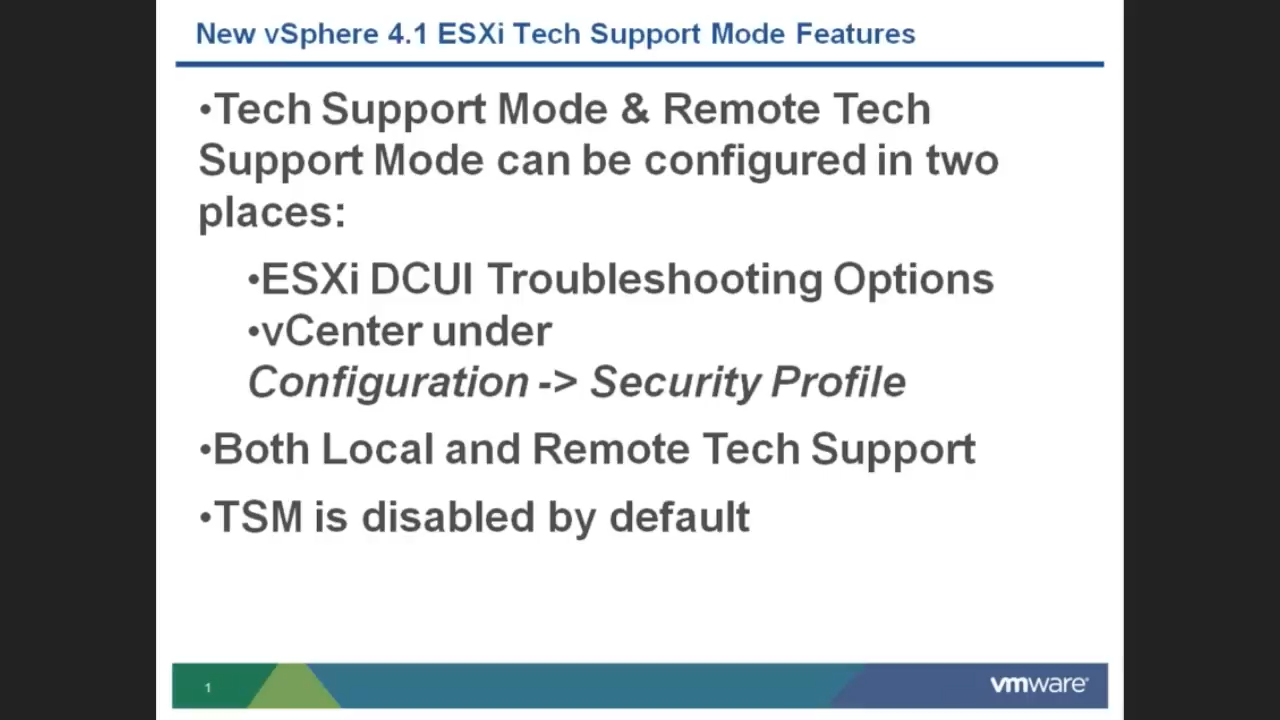 New vSphere 4.1 ESXi Tech Support Mode Features
•Tech Support Mode & Remote Tech
Support Mode can be configured in two
places:
•ESXi DCUI Troubleshooting Options
•vCenter under
Configuration -> Security Profile
•Both Local and Remote Tech Support
•TSM is disabled by default
1
vmware®